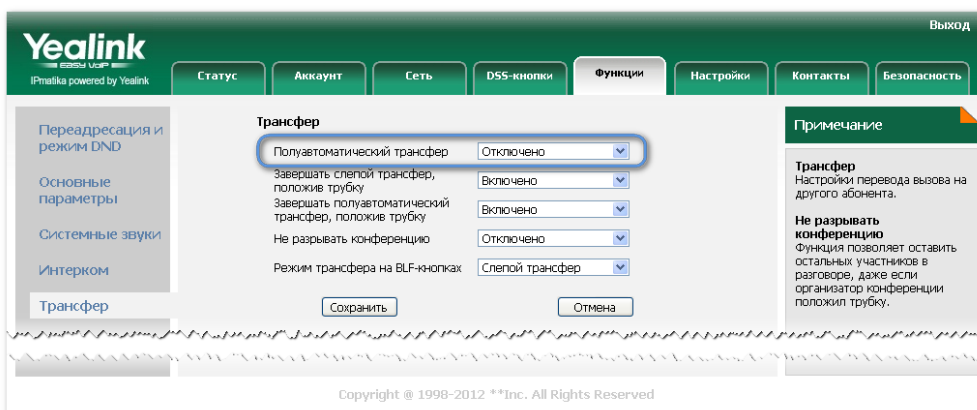 Выход
Yealink
EASY VoIP
IPmatika powered by Yealink
Статус
Аккаунт
Сеть
DSS-кнопки
Функции
Настройки
Контакты
Безопасность
Переадресация и
режим DND
Основные
параметры
Системные звуки
Интерком
Трансфер
Трансфер
Полуавтоматический трансфер Отключено
Завершать слепой трансфер,
положив трубку Включено
Завершать полуавтоматический
трансфер, положив трубку Включено
Не разрывать конференцию Отключено
Режим трансфера на BLF-кнопках Слепой трансфер
Сохранить Отмена
Примечание
Трансфер
Настройки перевода вызова на
другого абонента.
Не разрывать
конференцию
Функция позволяет оставить
остальных участников в
разговоре, даже если
организатор конференции
положил трубку.
Copyright @ 1998-2012 **Inc. All Rights Reserved